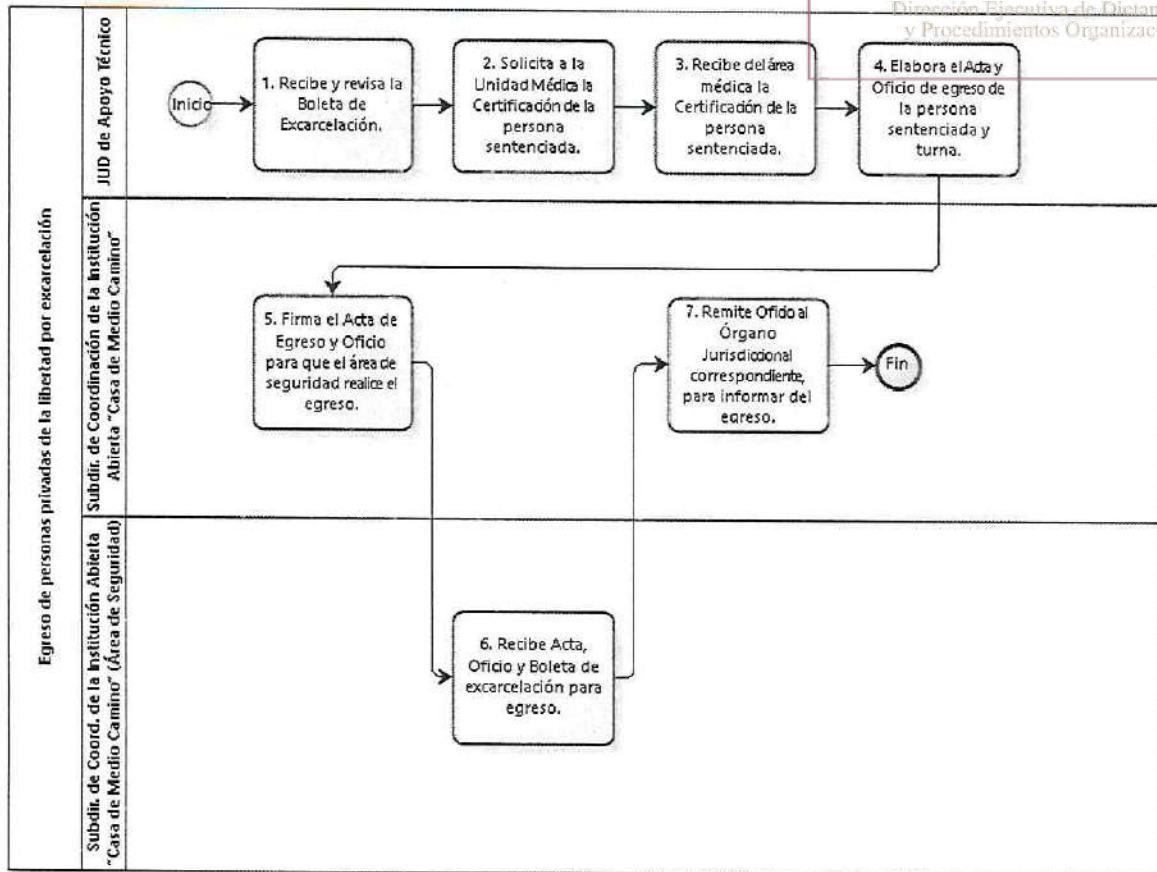 Dirección Ejecutiva de
y Procedimientos
Egreso de personas privadas de la libertad por excarcelación
JUD de Apoyo Técnico
Inicio
1. Recibe y revisa la
Boleta de
Excarcelación.
2. Solicita a la
Unidad Médica la
Certificación de la
persona
sentenciada.
3. Recibe del área
médica la
Certificación de la
persona
sentenciada.
4. Elabora el Acta y
Oficio de egreso de
la persona
sentenciada y
turna.
Subdir. de Coordinación de la Institución
Abierta "Casa de Medio Camino"
5. Firma el Acta de
Egreso y Oficio
para que el área de
seguridad realice el
egreso.
7. Remite Oficio al
Órgano
Jurisdiccional
correspondiente,
para informar del
egreso.
Fin
Subdir. de Coord. de la Institución Abierta
"Casa de Medio Camino" (Área de Seguridad)
6. Recibe Acta,
Oficio y Boleta de
excarcelación para
egreso.